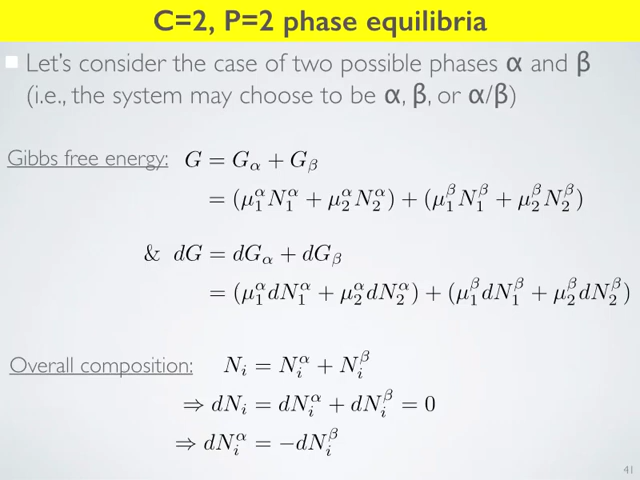 C=2, P=2 phase equilibria
Let's consider the case of two possible phases α and β
(i.e., the system may choose to be α, β, or α/β)
Gibbs free energy: G = G_α + G_β
= (μ_1^α N_1^α + μ_2^α N_2^α) + (μ_1^β N_1^β + μ_2^β N_2^β)
& dG = dG_α + dG_β
= (μ_1^α dN_1^α + μ_2^α dN_2^α) + (μ_1^β dN_1^β + μ_2^β dN_2^β)
Overall composition: N_i = N_i^α + N_i^β
⇒ dN_i = dN_i^α + dN_i^β = 0
⇒ dN_i^α = −dN_i^β
41